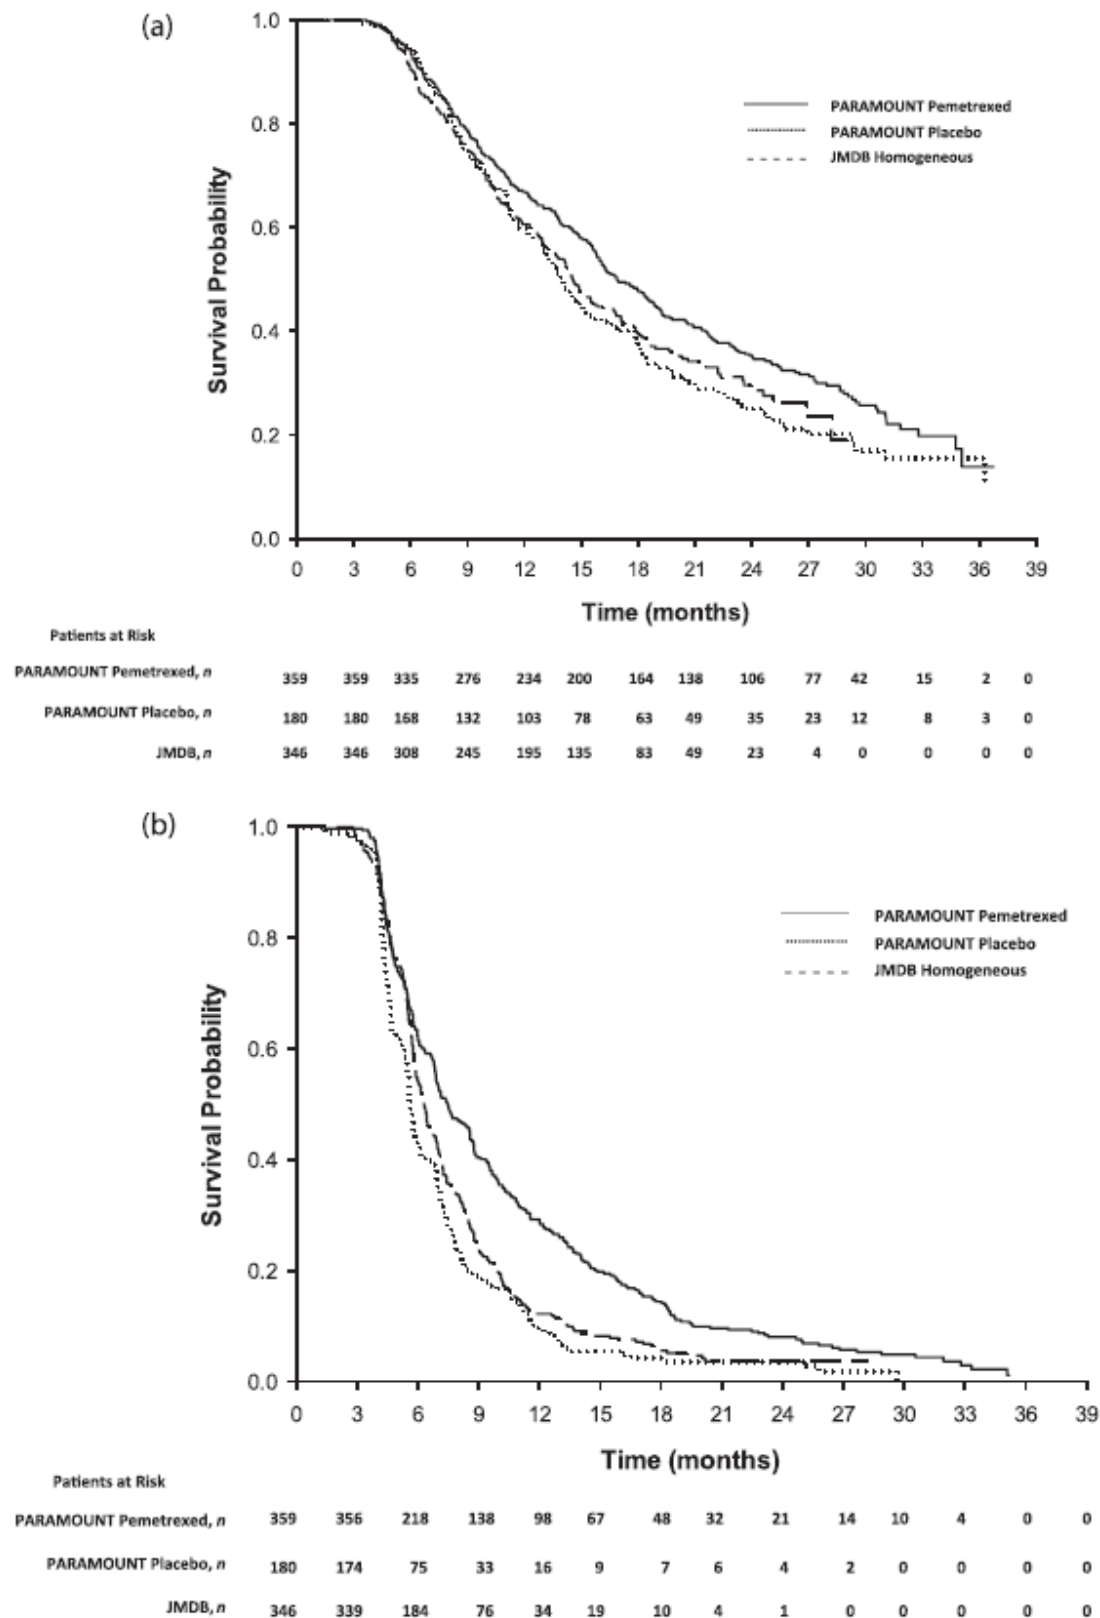 (a)
1.0
0.8
0.6
0.4
0.2
0.0
Survival Probability
PARAMOUNT Pemetrexed
PARAMOUNT Placebo
JMDB Homogeneous
0 3 6 9 12 15 18 21 24 27 30 33 36 39
Time (months)
Patients at Risk
PARAMOUNT Pemetrexed, n 359 359 335 276 234 200 164 138 106 77 42 15 2 0
PARAMOUNT Placebo, n 180 180 168 132 103 78 63 49 35 23 12 8 3 0
JMDB, n 346 346 308 245 195 135 83 49 23 4 0 0 0 0
(b)
1.0
0.8
0.6
0.4
0.2
0.0
Survival Probability
PARAMOUNT Pemetrexed
PARAMOUNT Placebo
JMDB Homogeneous
0 3 6 9 12 15 18 21 24 27 30 33 36 39
Time (months)
Patients at Risk
PARAMOUNT Pemetrexed, n 359 356 218 138 98 67 48 32 21 14 10 4 0 0
PARAMOUNT Placebo, n 180 174 75 33 16 9 7 6 4 2 0 0 0 0
JMDB, n 346 339 184 76 34 19 10 4 1 0 0 0 0 0